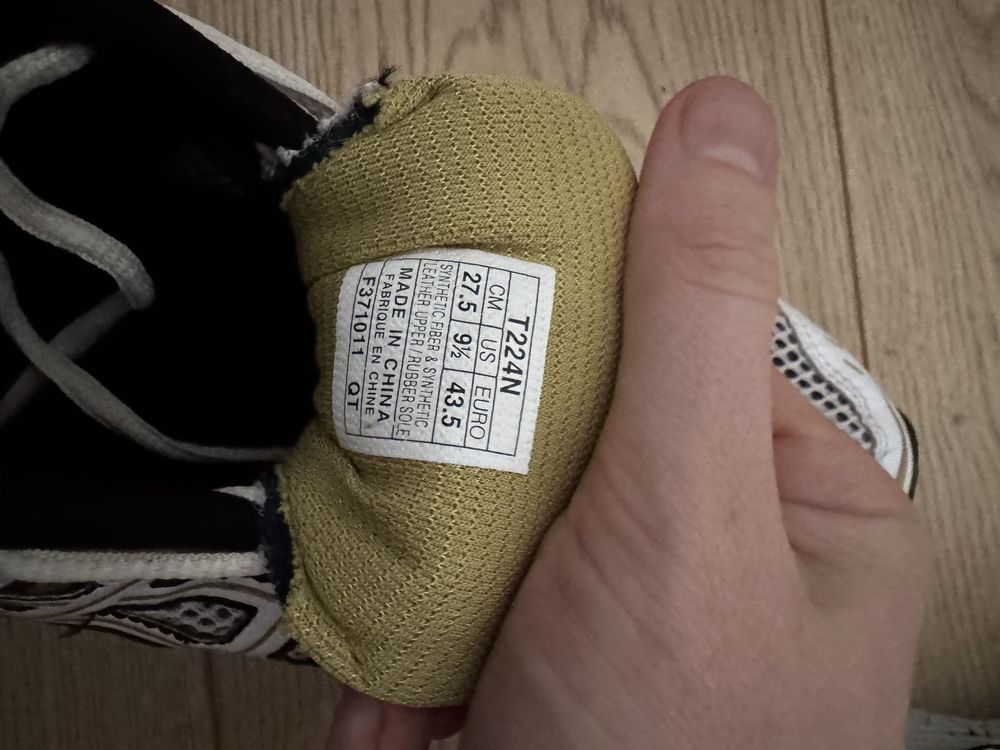 T224N
CM US EURO
27.5 9½ 43.5
SYNTHETIC FIBER & SYNTHETIC
LEATHER UPPER / RUBBER SOLE
MADE IN CHINA
FABRIQUE EN CHINE
F371011 QT